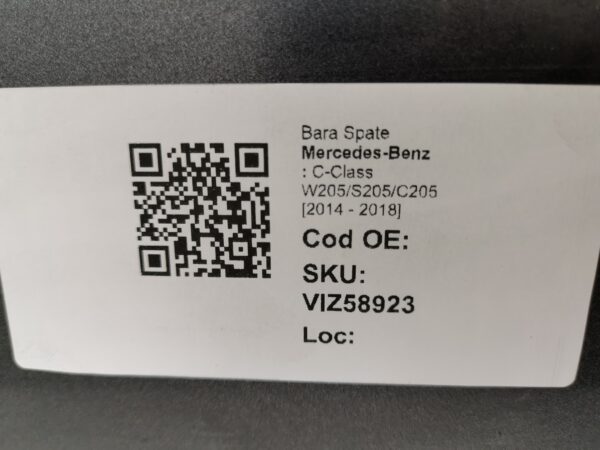 Bara Spate
Mercedes-Benz
: C-Class
W205/S205/C205
[2014 - 2018]
Cod OE:
SKU:
VIZ58923
Loc: